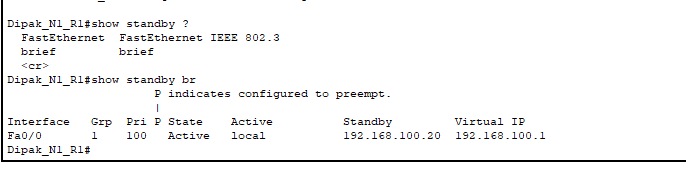 Dipak_N1_R1#show standby ?
  FastEthernet  FastEthernet IEEE 802.3
  brief         brief
  <cr>
Dipak_N1_R1#show standby br
                     P indicates configured to preempt.
                     |
Interface   Grp  Pri P State    Active          Standby         Virtual IP
Fa0/0       1    100   Active   local           192.168.100.20  192.168.100.1
Dipak_N1_R1#